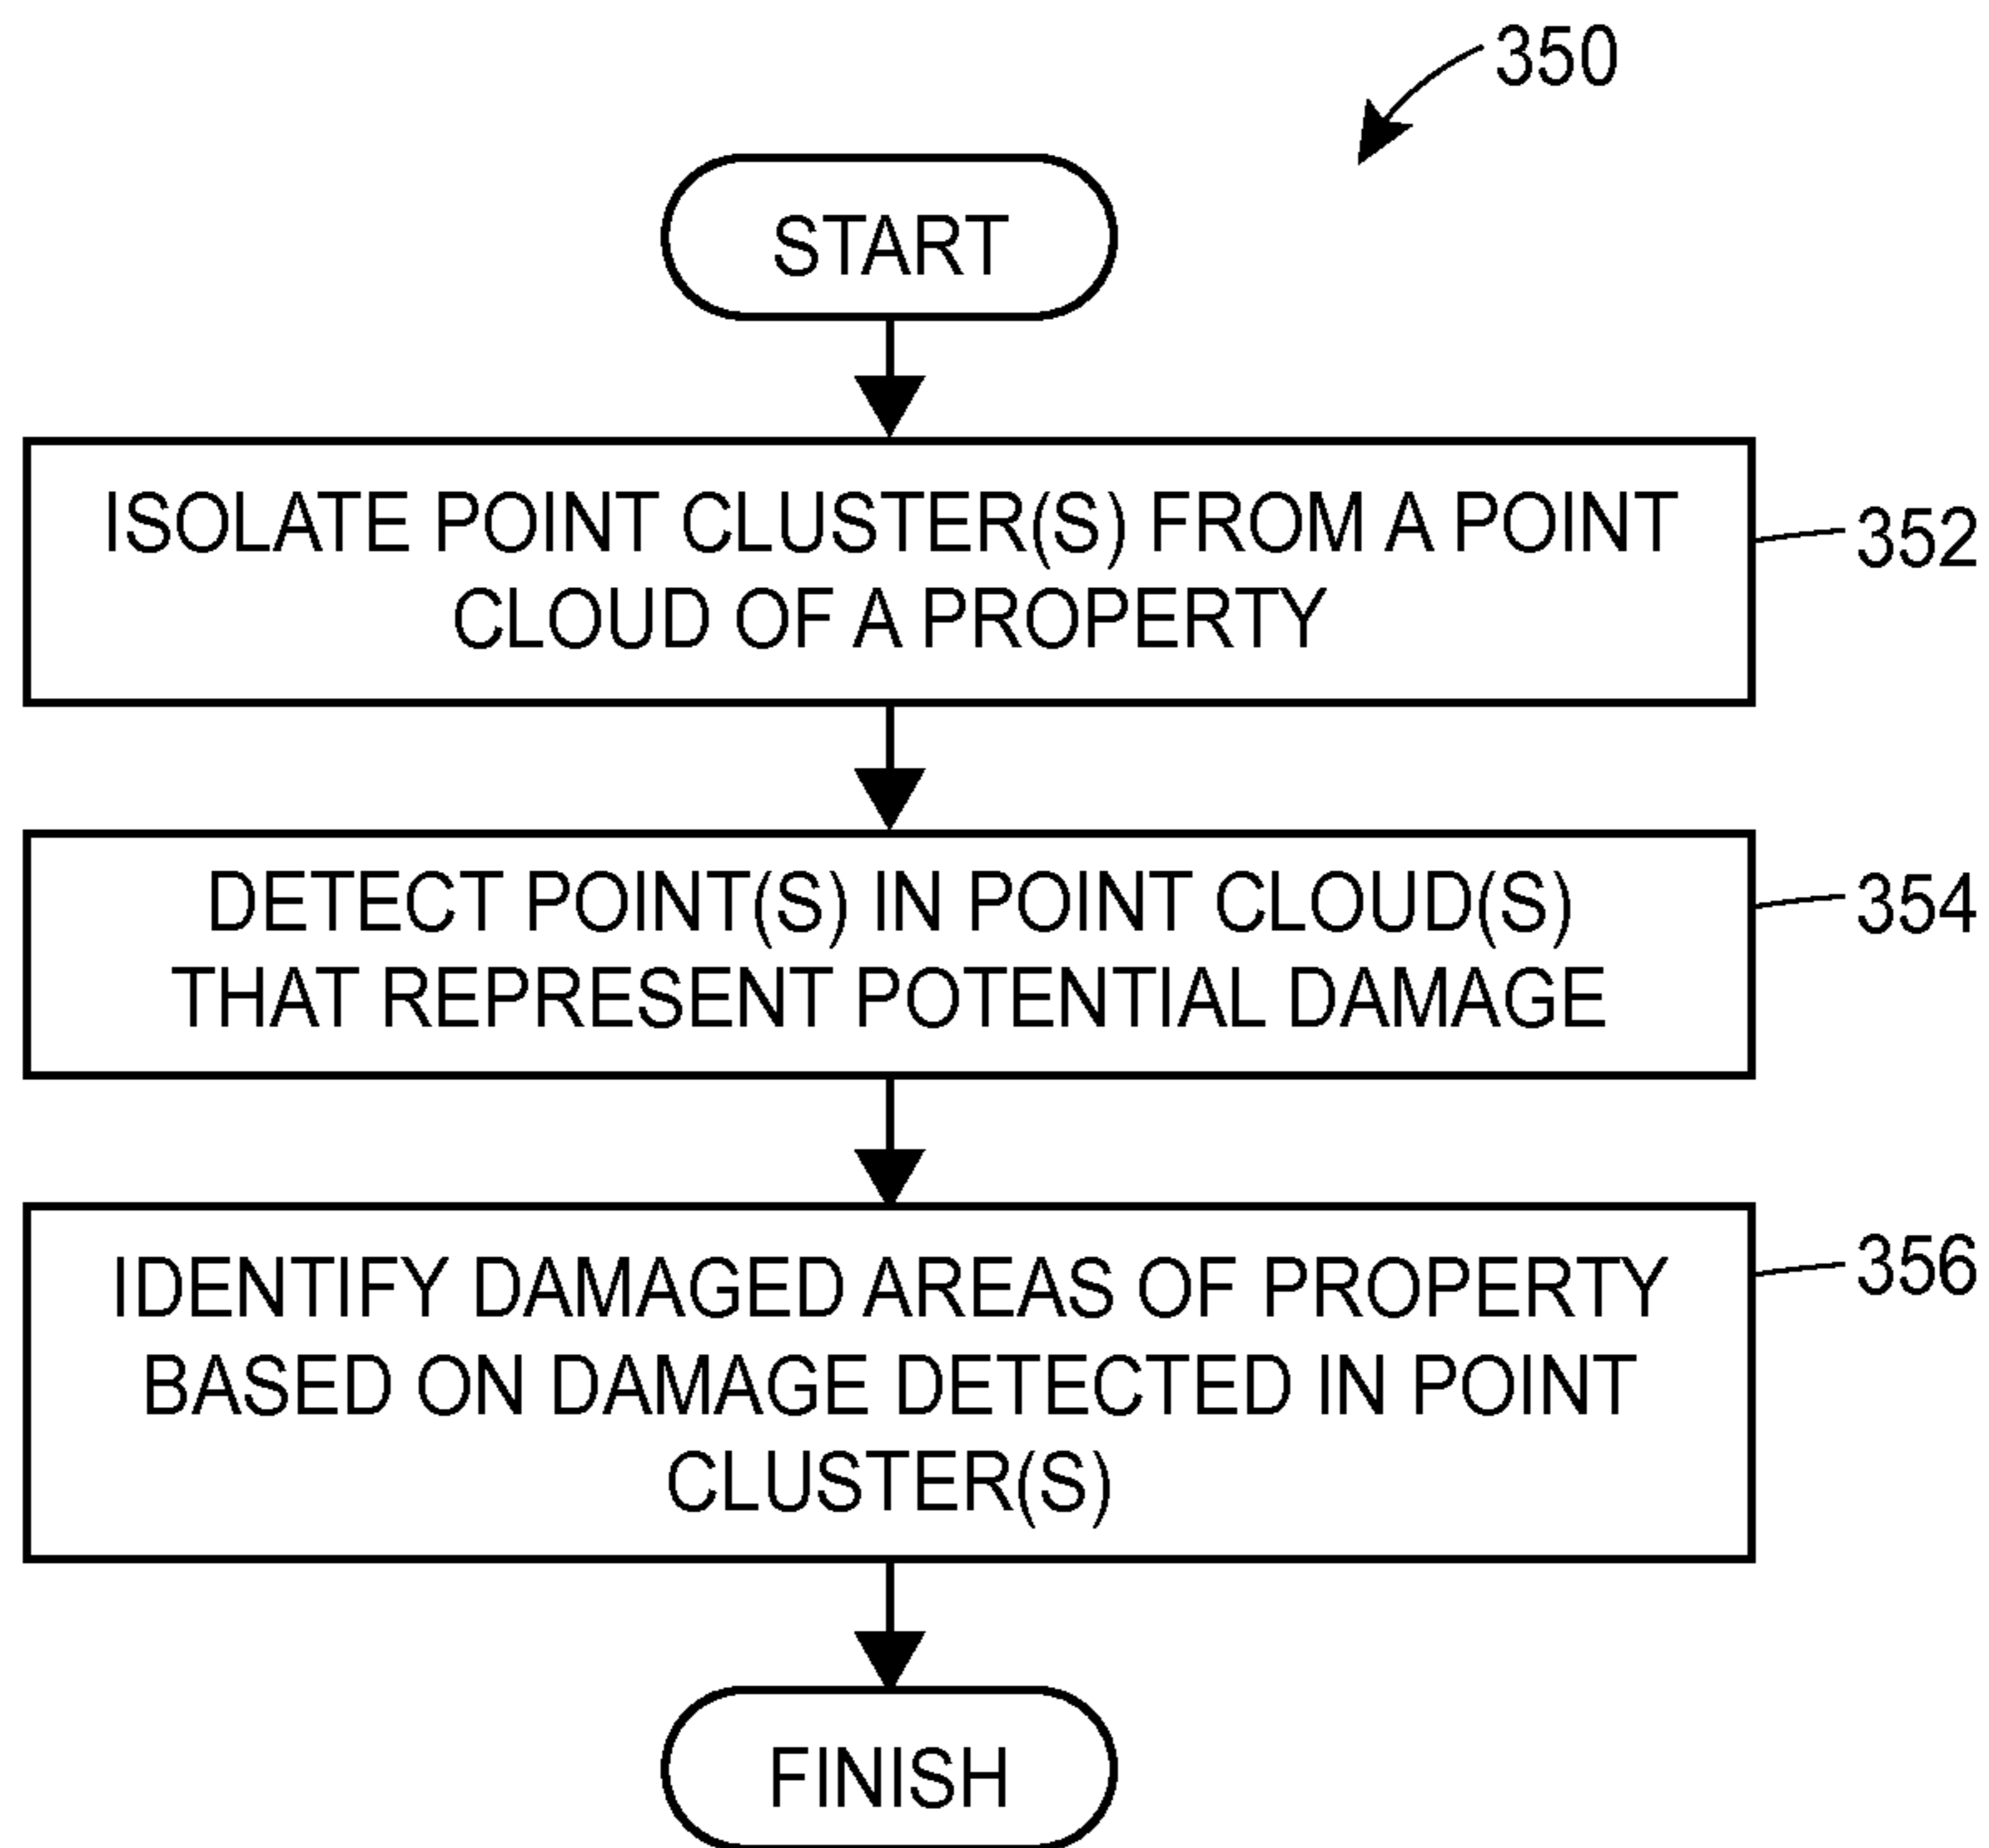 350
START
ISOLATE POINT CLUSTER(S) FROM A POINT
CLOUD OF A PROPERTY
352
DETECT POINT(S) IN POINT CLOUD(S)
THAT REPRESENT POTENTIAL DAMAGE
354
IDENTIFY DAMAGED AREAS OF PROPERTY
BASED ON DAMAGE DETECTED IN POINT
CLUSTER(S)
356
FINISH